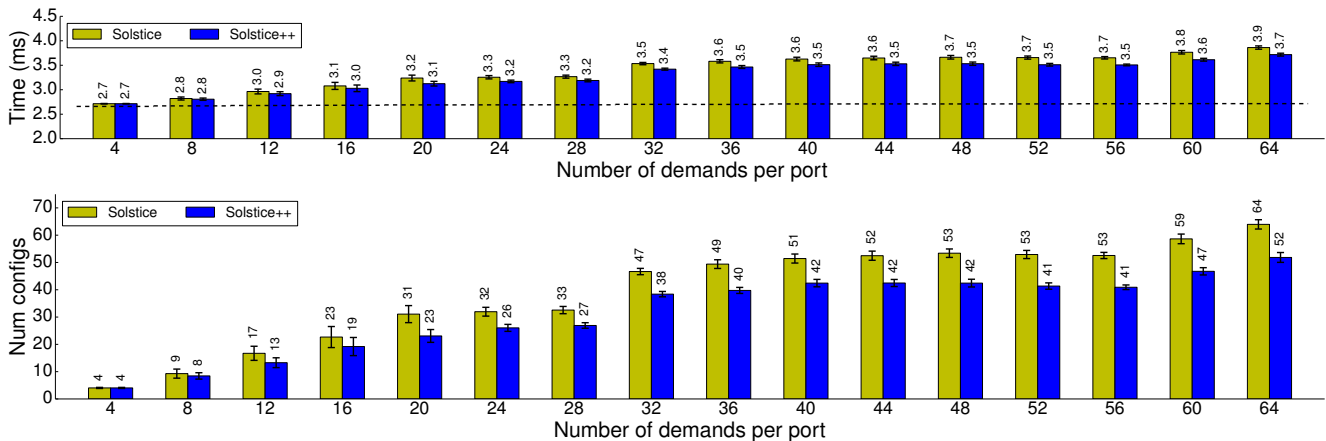 4.5
4.0
3.5
3.0
2.5
2.0
Time (ms)
Solstice Solstice++
2.7 2.7 2.8 2.8 3.0 2.9 3.1 3.0 3.2 3.1 3.3 3.2 3.3 3.2 3.5 3.4 3.6 3.5 3.6 3.5 3.6 3.5 3.7 3.5 3.7 3.5 3.7 3.5 3.8 3.6 3.9 3.7
4 8 12 16 20 24 28 32 36 40 44 48 52 56 60 64
Number of demands per port
70
60
50
40
30
20
10
0
Num configs
Solstice Solstice++
4 4 9 8 17 13 23 19 31 23 32 26 33 27 47 38 49 40 51 42 52 42 53 42 53 41 53 41 59 47 64 52
4 8 12 16 20 24 28 32 36 40 44 48 52 56 60 64
Number of demands per port